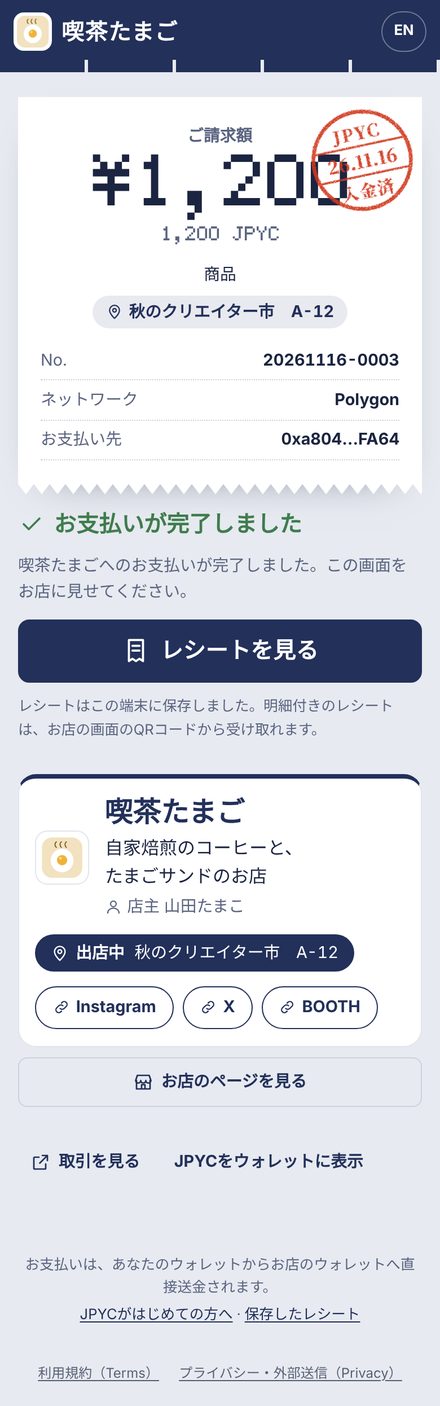 喫茶たまご
EN
ご請求額
¥1,200
JPYC
26.11.16
入金済
1,200 JPYC
商品
秋のクリエイター市　A-12
No. 20261116-0003
ネットワーク Polygon
お支払い先 0xa804...FA64
お支払いが完了しました
喫茶たまごへのお支払いが完了しました。この画面を
お店に見せてください。
レシートを見る
レシートはこの端末に保存しました。明細付きのレシート
は、お店の画面のQRコードから受け取れます。
喫茶たまご
自家焙煎のコーヒーと、
たまごサンドのお店
店主 山田たまこ
出店中 秋のクリエイター市　A-12
Instagram X BOOTH
お店のページを見る
取引を見る JPYCをウォレットに表示
お支払いは、あなたのウォレットからお店のウォレットへ直
接送金されます。
JPYCがはじめての方へ · 保存したレシート
利用規約（Terms） プライバシー・外部送信（Privacy）